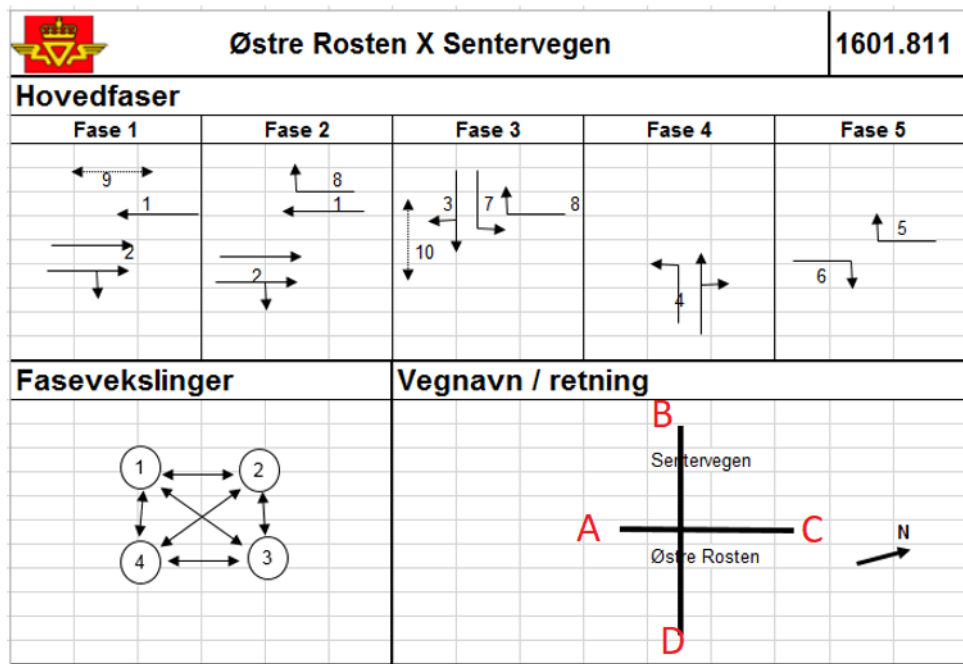 Østre Rosten X Sentervegen 1601.811
Hovedfaser
Fase 1 Fase 2 Fase 3 Fase 4 Fase 5
9
1
2
8
1
2
3 7 8
10
4
5
6
Fasevekslinger Vegnavn / retning
1 2
4 3
B
Sentervegen
A C
N
Østre Rosten
D